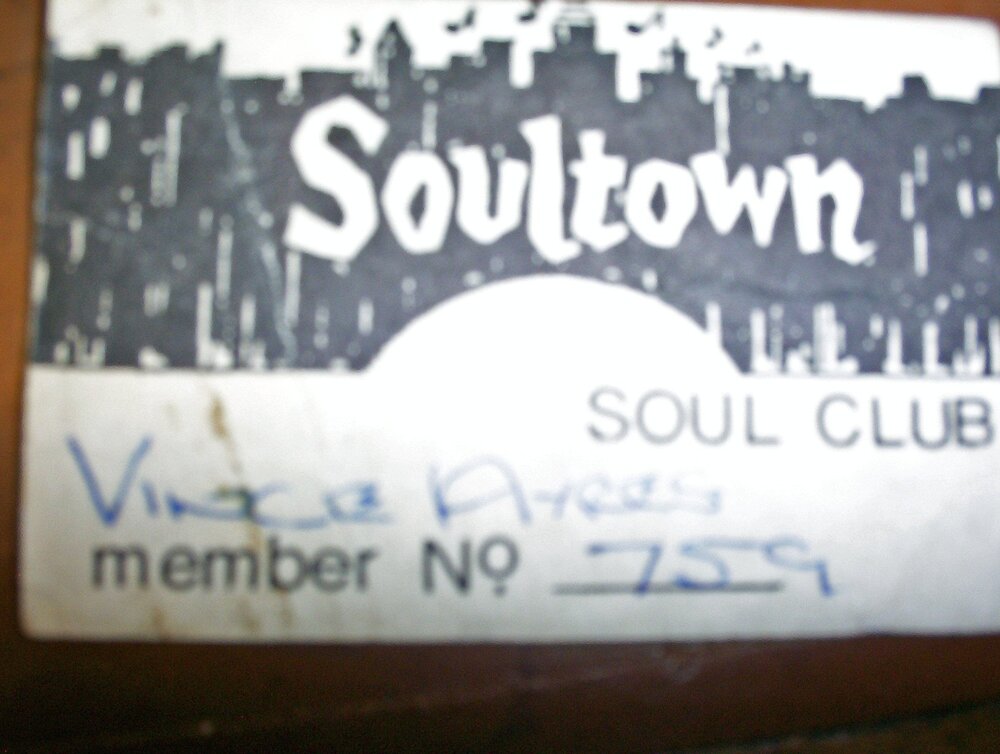 Soultown
SOUL CLUB
Vince Ayres
member Nº 759